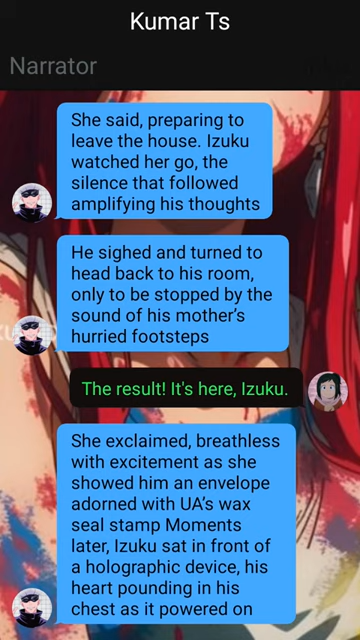 Kumar Ts
Narrator
She said, preparing to
leave the house. Izuku
watched her go, the
silence that followed
amplifying his thoughts
He sighed and turned to
head back to his room,
only to be stopped by the
sound of his mother's
hurried footsteps
The result! It's here, Izuku.
She exclaimed, breathless
with excitement as she
showed him an envelope
adorned with UA's wax
seal stamp Moments
later, Izuku sat in front of
a holographic device, his
heart pounding in his
chest as it powered on